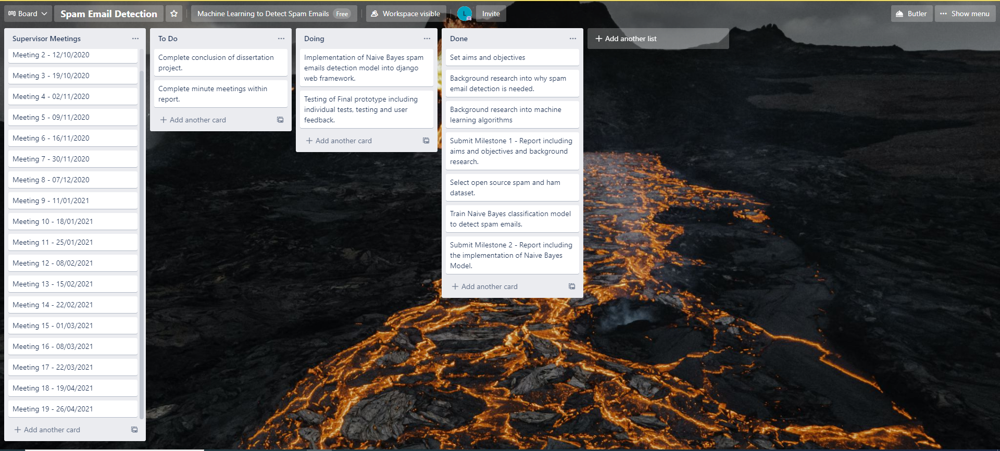 Board
Spam Email Detection
Machine Learning to Detect Spam Emails Free
Workspace visible
L
Invite
Butler
Show menu
Supervisor Meetings
Meeting 2 - 12/10/2020
Meeting 3 - 19/10/2020
Meeting 4 - 02/11/2020
Meeting 5 - 09/11/2020
Meeting 6 - 16/11/2020
Meeting 7 - 30/11/2020
Meeting 8 - 07/12/2020
Meeting 9 - 11/01/2021
Meeting 10 - 18/01/2021
Meeting 11 - 25/01/2021
Meeting 12 - 08/02/2021
Meeting 13 - 15/02/2021
Meeting 14 - 22/02/2021
Meeting 15 - 01/03/2021
Meeting 16 - 08/03/2021
Meeting 17 - 22/03/2021
Meeting 18 - 19/04/2021
Meeting 19 - 26/04/2021
+ Add another card
To Do
Complete conclusion of dissertation
project.
Complete minute meetings within
report.
+ Add another card
Doing
Implementation of Naive Bayes spam
emails detection model into django
web framework.
Testing of Final prototype including
individual tests, testing and user
feedback.
+ Add another card
Done
Set aims and objectives
Background research into why spam
email detection is needed.
Background research into machine
learning algorithms
Submit Milestone 1 - Report including
aims and objectives and background
research.
Select open source spam and ham
dataset.
Train Naive Bayes classification model
to detect spam emails.
Submit Milestone 2 - Report including
the implementation of Naive Bayes
Model.
+ Add another card
+ Add another list